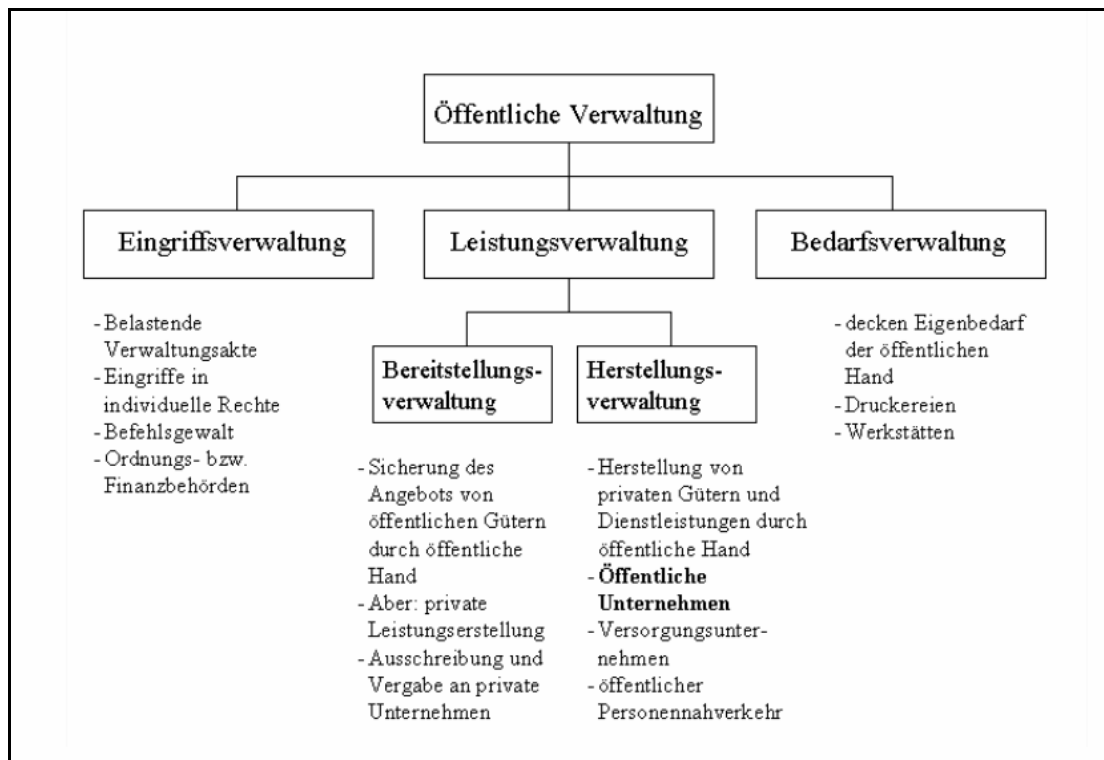 Öffentliche Verwaltung
Eingriffsverwaltung
Leistungsverwaltung
Bedarfsverwaltung
- Belastende
Verwaltungsakte
- Eingriffe in
individuelle Rechte
- Befehlsgewalt
- Ordnungs- bzw.
Finanzbehörden
Bereitstellungs-
verwaltung
- Sicherung des
Angebots von
öffentlichen Gütern
durch öffentliche
Hand
- Aber: private
Leistungserstellung
- Ausschreibung und
Vergabe an private
Unternehmen
Herstellungs-
verwaltung
- Herstellung von
privaten Gütern und
Dienstleistungen durch
öffentliche Hand
- Öffentliche
Unternehmen
- Versorgungsunter-
nehmen
- öffentlicher
Personennahverkehr
- decken Eigenbedarf
der öffentlichen
Hand
- Druckereien
- Werkstätten